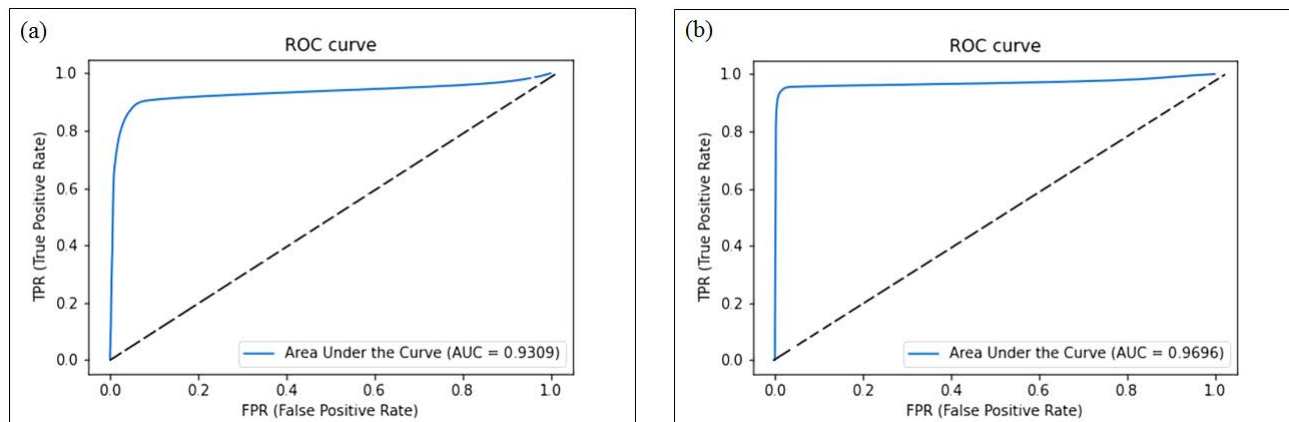 (a)
ROC curve
1.0
0.8
0.6
0.4
0.2
0.0
TPR (True Positive Rate)
Area Under the Curve (AUC = 0.9309)
0.0 0.2 0.4 0.6 0.8 1.0
FPR (False Positive Rate)
(b)
ROC curve
1.0
0.8
0.6
0.4
0.2
0.0
TPR (True Positive Rate)
Area Under the Curve (AUC = 0.9696)
0.0 0.2 0.4 0.6 0.8 1.0
FPR (False Positive Rate)